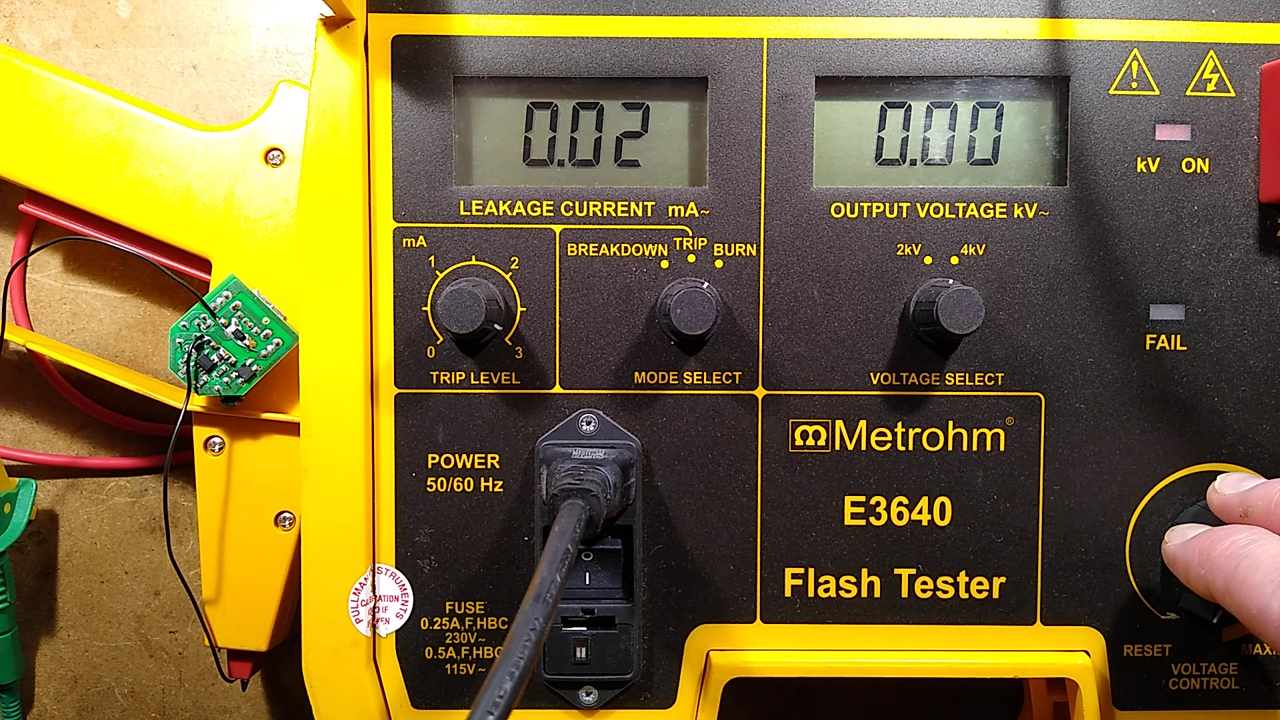 0.02
0.00
LEAKAGE CURRENT mA~
OUTPUT VOLTAGE kV~
kV ON
mA
1
2
0
3
TRIP LEVEL
BREAKDOWN
TRIP
BURN
MODE SELECT
2kV
4kV
VOLTAGE SELECT
FAIL
POWER
50/60 Hz
O
I
FUSE
0.25A,F,HBC
230V~
0.5A,F,HBC
115V~
Metrohm®
E3640
Flash Tester
RESET
VOLTAGE
CONTROL